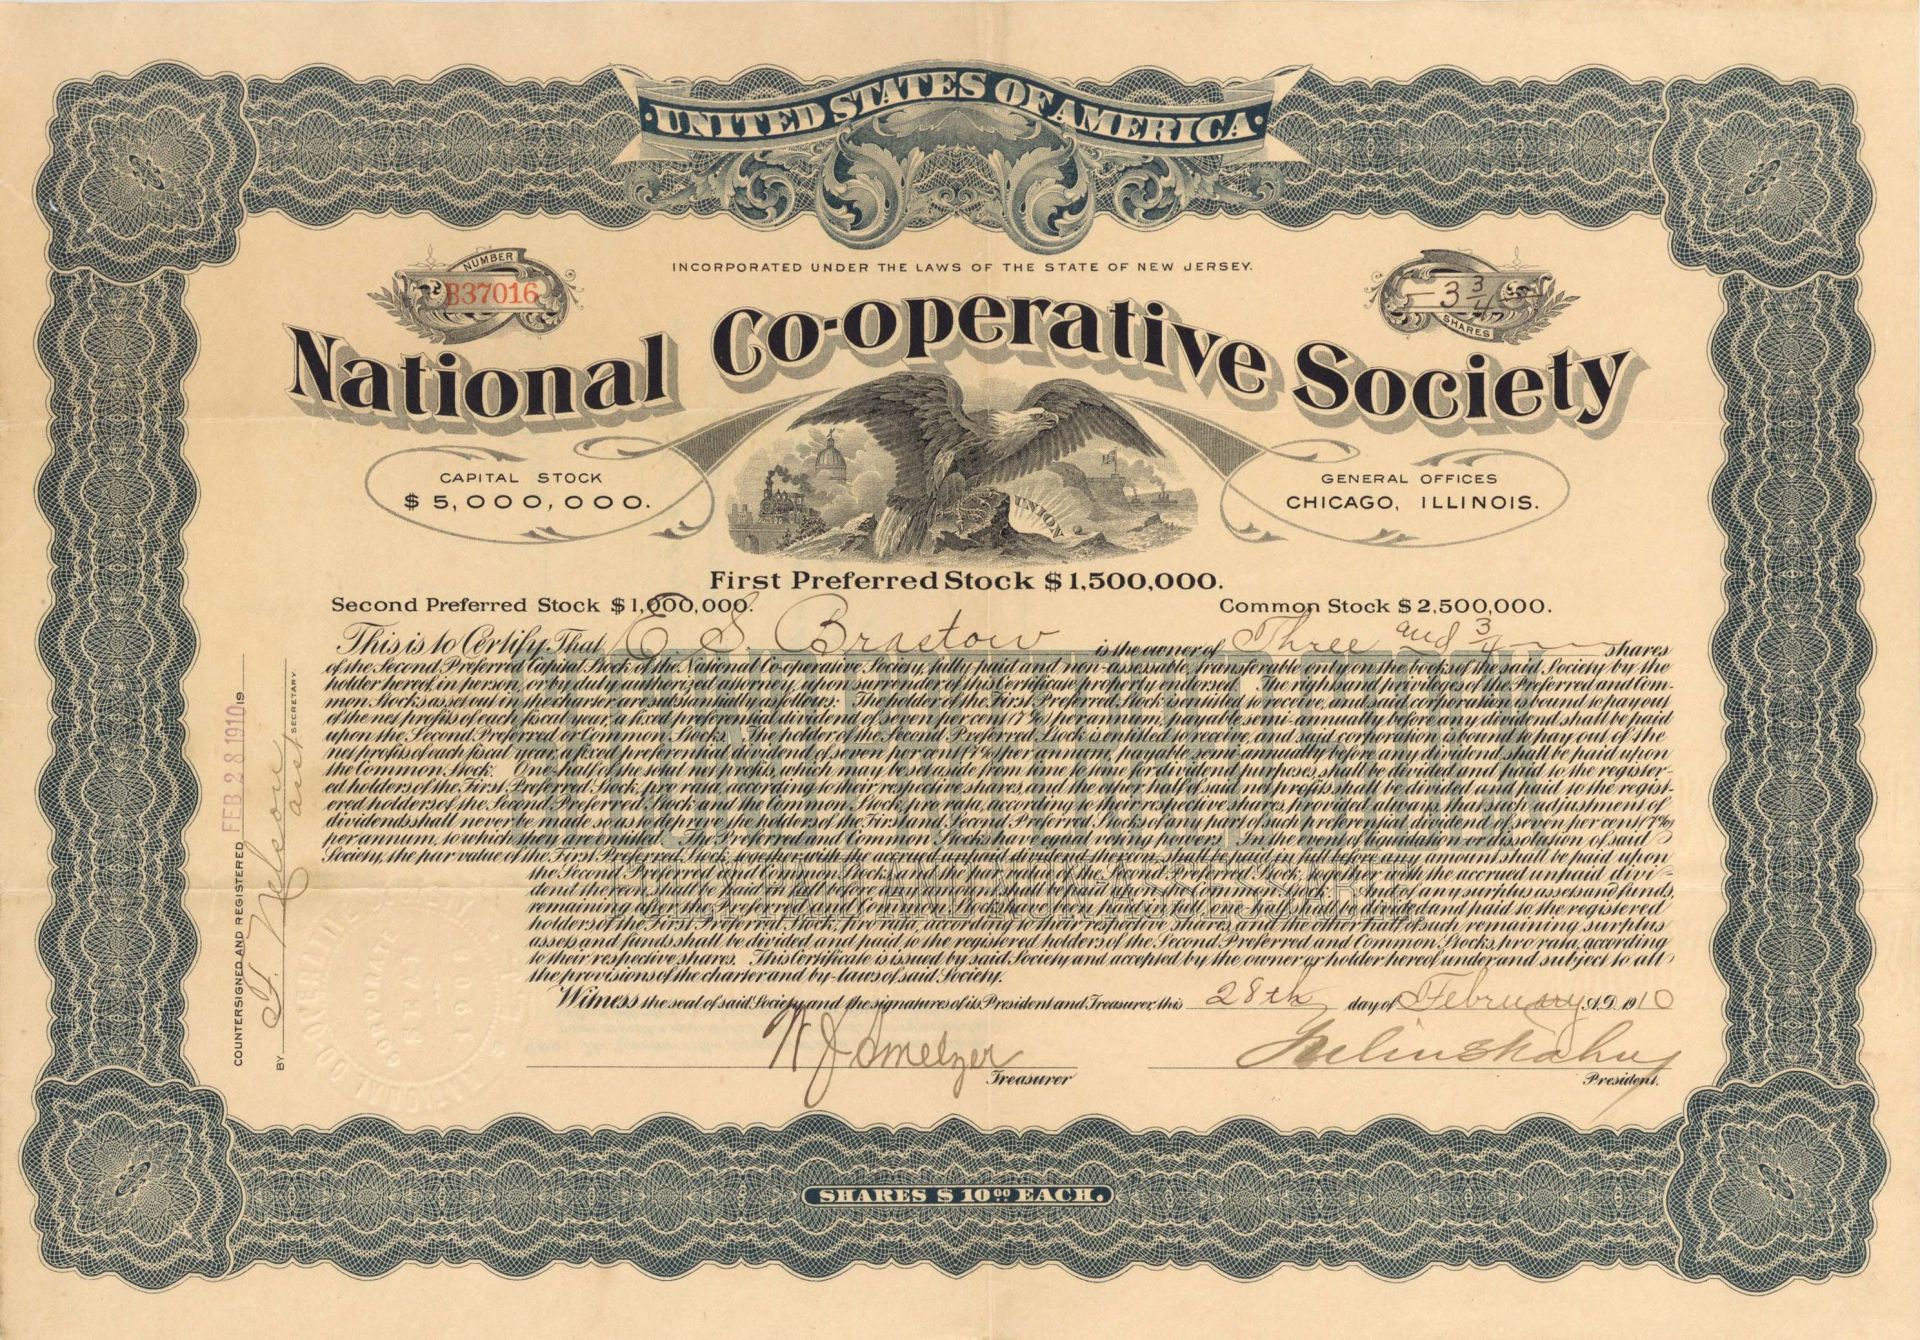 UNITED STATES OF AMERICA
NUMBER
B37016
INCORPORATED UNDER THE LAWS OF THE STATE OF NEW JERSEY.
3 3/4
SHARES
National Co-operative Society
CAPITAL STOCK
$5,000,000.
UNION
GENERAL OFFICES
CHICAGO, ILLINOIS.
First Preferred Stock $1,500,000.
Second Preferred Stock $1,000,000.
Common Stock $2,500,000.
This is to Certify That E S Brastow is the owner of Three and 3/4 shares
of the Second Preferred Capital Stock of the National Co-operative Society, fully paid and non-assessable, transferable only on the books of the said Society by the
holder hereof, in person, or by duly authorized attorney, upon surrender of this Certificate properly endorsed. The rights and privileges of the Preferred and Com-
mon Stocks as set out in the charter are substantially as follows: The holder of the First Preferred Stock is entitled to receive, and said corporation is bound to pay out
of the net profits of each fiscal year, a fixed preferential dividend of seven per cent (7%) per annum, payable semi-annually before any dividend shall be paid
upon the Second Preferred or Common Stocks. The holder of the Second Preferred Stock is entitled to receive, and said corporation is bound to pay out of the
net profits of each fiscal year, a fixed preferential dividend of seven per cent (7%) per annum, payable semi-annually before any dividend shall be paid upon
the Common Stock. One-half of the total net profits, which may be set aside from time to time for dividend purposes, shall be divided and paid to the register-
ed holders of the First Preferred Stock, pro rata, according to their respective shares, and the other half of said net profits shall be divided and paid to the regist-
ered holders of the Second Preferred Stock and the Common Stock, pro rata, according to their respective shares, provided always, that such adjustment of
dividends shall never be made so as to deprive the holders of the First and Second Preferred Stocks of any part of such preferential dividend of seven per cent (7%)
per annum, to which they are entitled. The Preferred and Common Stocks have equal voting powers. In the event of liquidation or dissolution of said
Society, the par value of the First Preferred Stock, together with the accrued unpaid dividend thereon, shall be paid in full before any amount shall be paid upon
the Second Preferred and Common Stocks, and the par value of the Second Preferred Stock, together with the accrued unpaid divi-
dend thereon, shall be paid in full before any amount shall be paid upon the Common Stock. And of any surplus assets and funds,
remaining after the Preferred and Common Stocks have been paid in full, one-half shall be divided and paid to the registered
holders of the First Preferred Stock, pro rata, according to their respective shares, and the other half of such remaining surplus
assets and funds shall be divided and paid to the registered holders of the Second Preferred and Common Stocks, pro rata, according
to their respective shares. This Certificate is issued by said Society and accepted by the owner or holder hereof under and subject to all
the provisions of the charter and by-laws of said Society.
Witness the seal of said Society and the signatures of its President and Treasurer, this 28th day of February A.D. 1910
W J Smelzer
Treasurer
President.
COUNTERSIGNED AND REGISTERED FEB 28 1910 19
BY F. Nelson
asst SECRETARY.
CORPORATE
SEAL
SHARES $10.00 EACH.